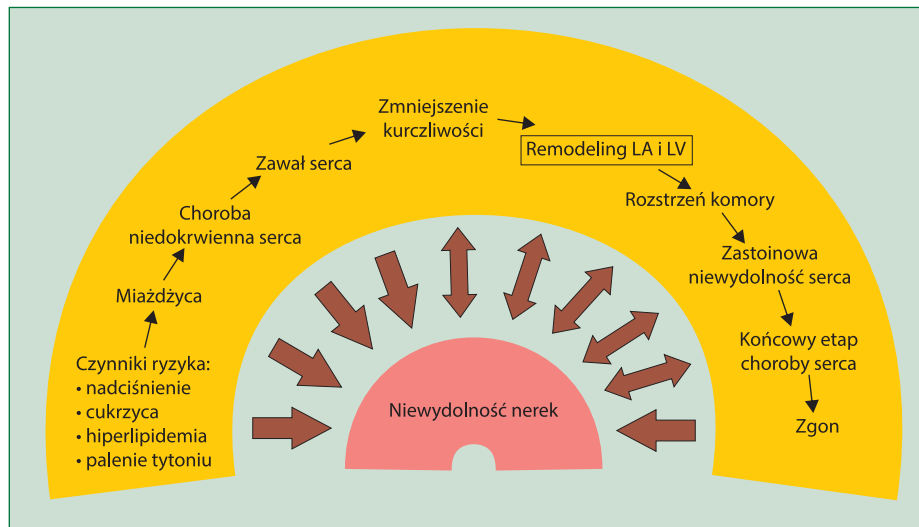 Czynniki ryzyka:
• nadciśnienie
• cukrzyca
• hiperlipidemia
• palenie tytoniu
Miażdżyca
Choroba
niedokrwienna serca
Zawał serca
Zmniejszenie
kurczliwości
Remodeling LA i LV
Rozstrzeń komory
Zastoinowa
niewydolność serca
Końcowy etap
choroby serca
Zgon
Niewydolność nerek